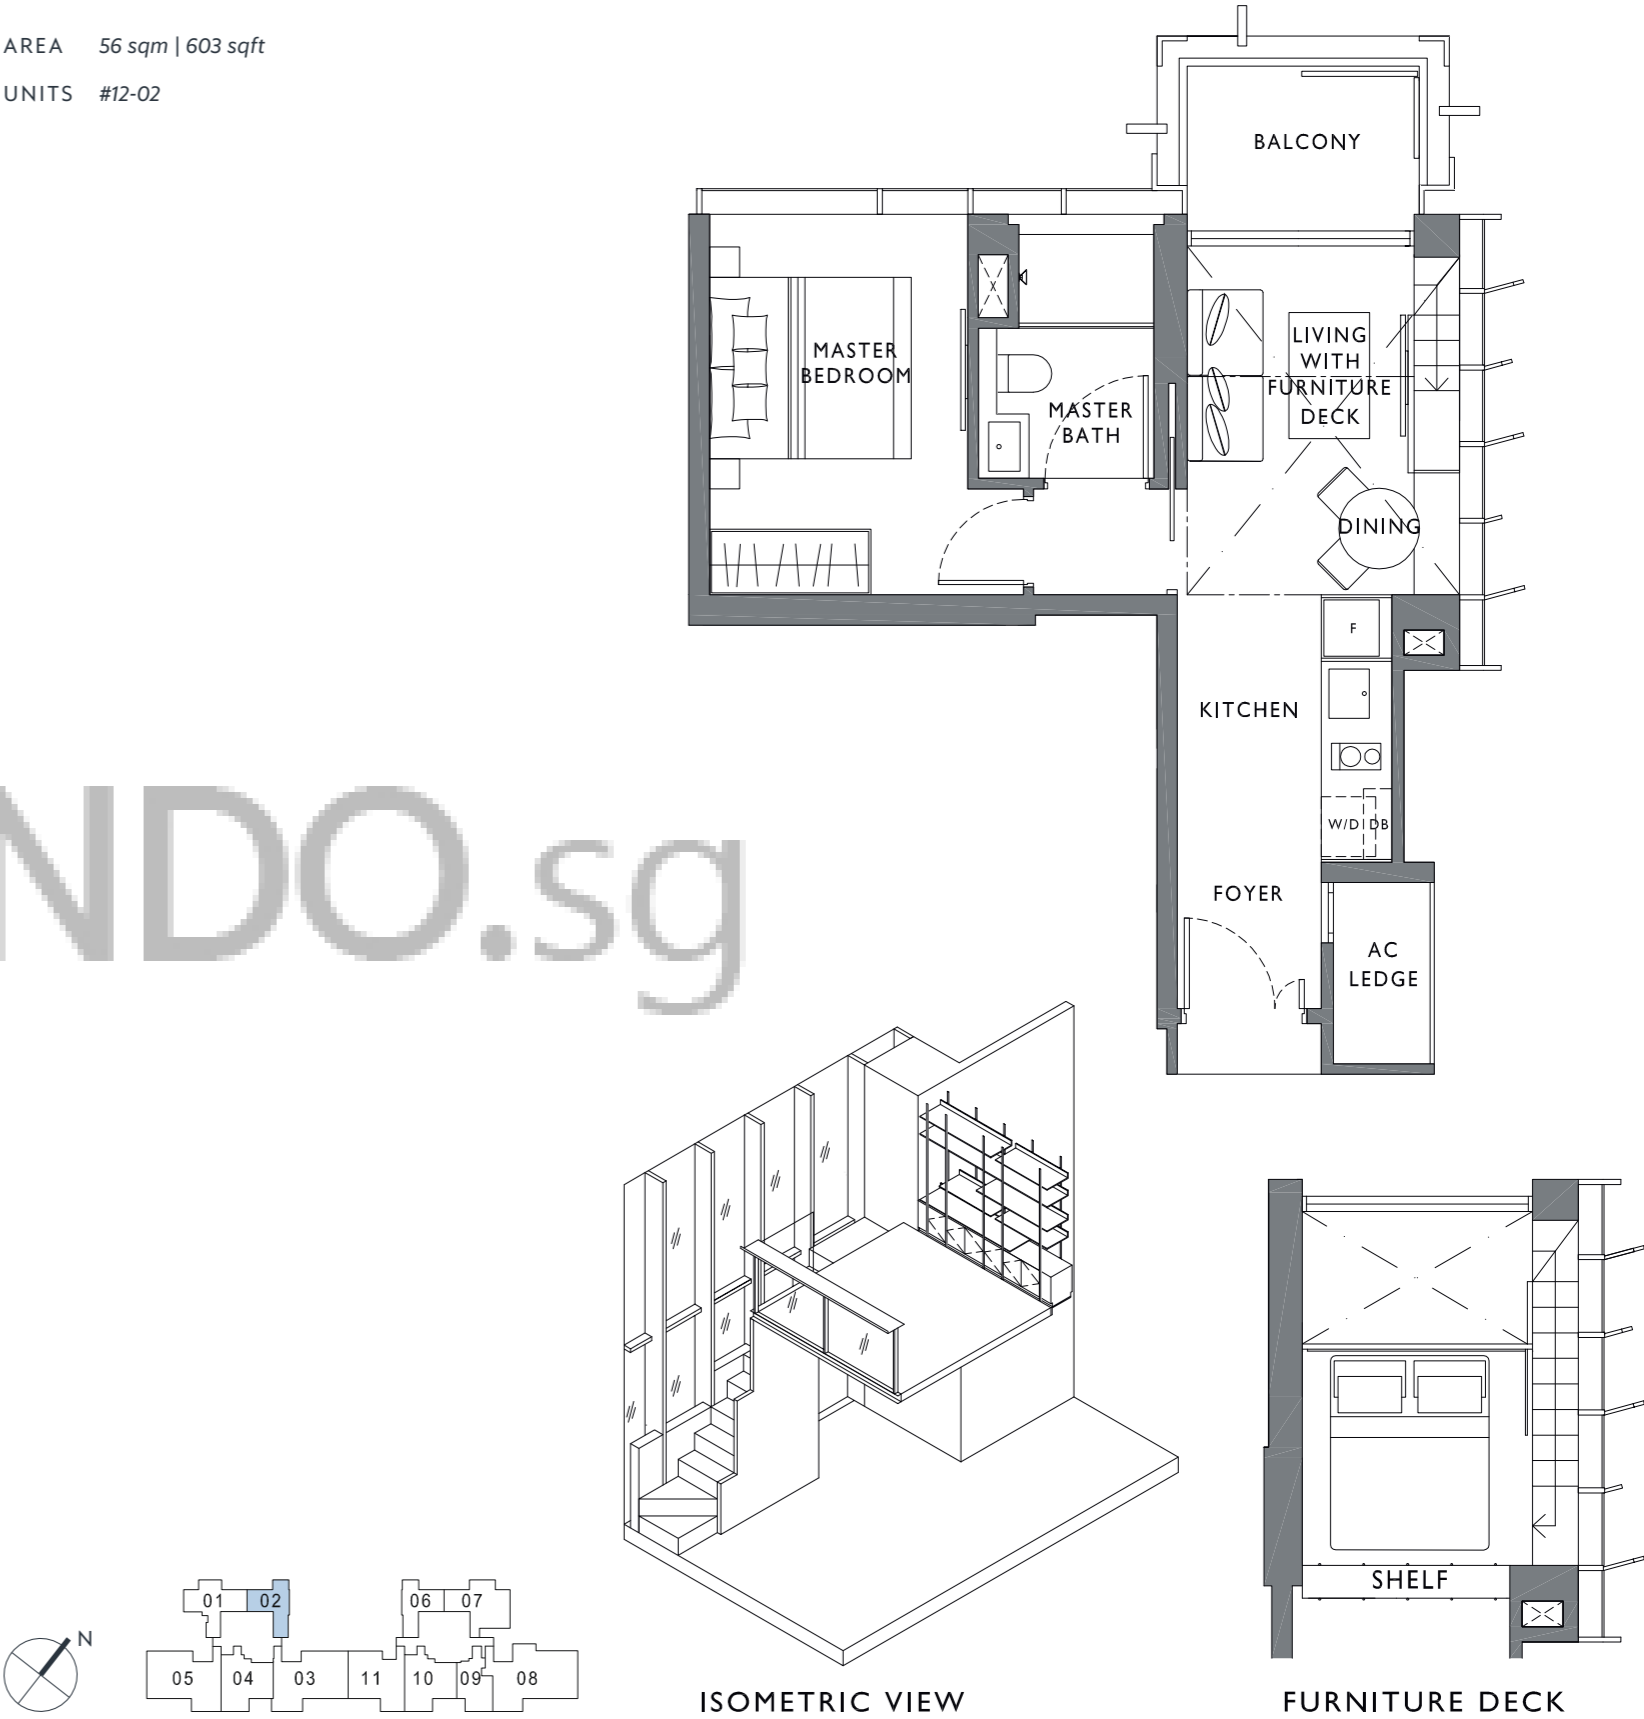 AREA 56 sqm | 603 sqft
UNITS #12-02
BALCONY
MASTER
BEDROOM
MASTER
BATH
LIVING
WITH
FURNITURE
DECK
DINING
F
KITCHEN
W/D DB
FOYER
AC
LEDGE
NDO.sg
SHELF
01 02 06 07
05 04 03 11 10 09 08
N
ISOMETRIC VIEW
FURNITURE DECK